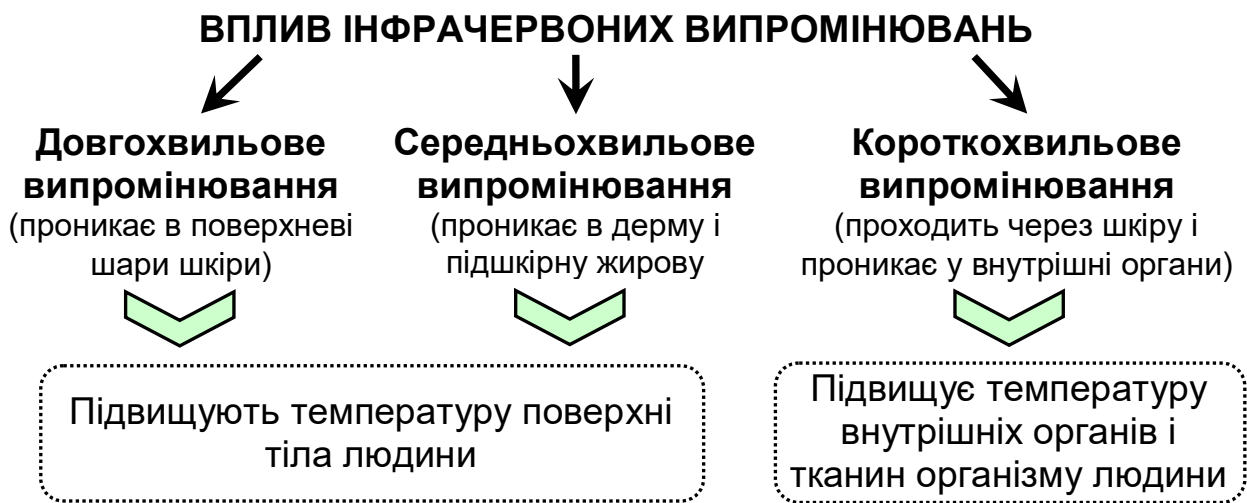 ВПЛИВ ІНФРАЧЕРВОНИХ ВИПРОМІНЮВАНЬ
Довгохвильове
випромінювання
(проникає в поверхневі
шари шкіри)
Середньохвильове
випромінювання
(проникає в дерму і
підшкірну жирову
Короткохвильове
випромінювання
(проходить через шкіру і
проникає у внутрішні органи)
Підвищують температуру поверхні
тіла людини
Підвищує температуру
внутрішніх органів і
тканин організму людини